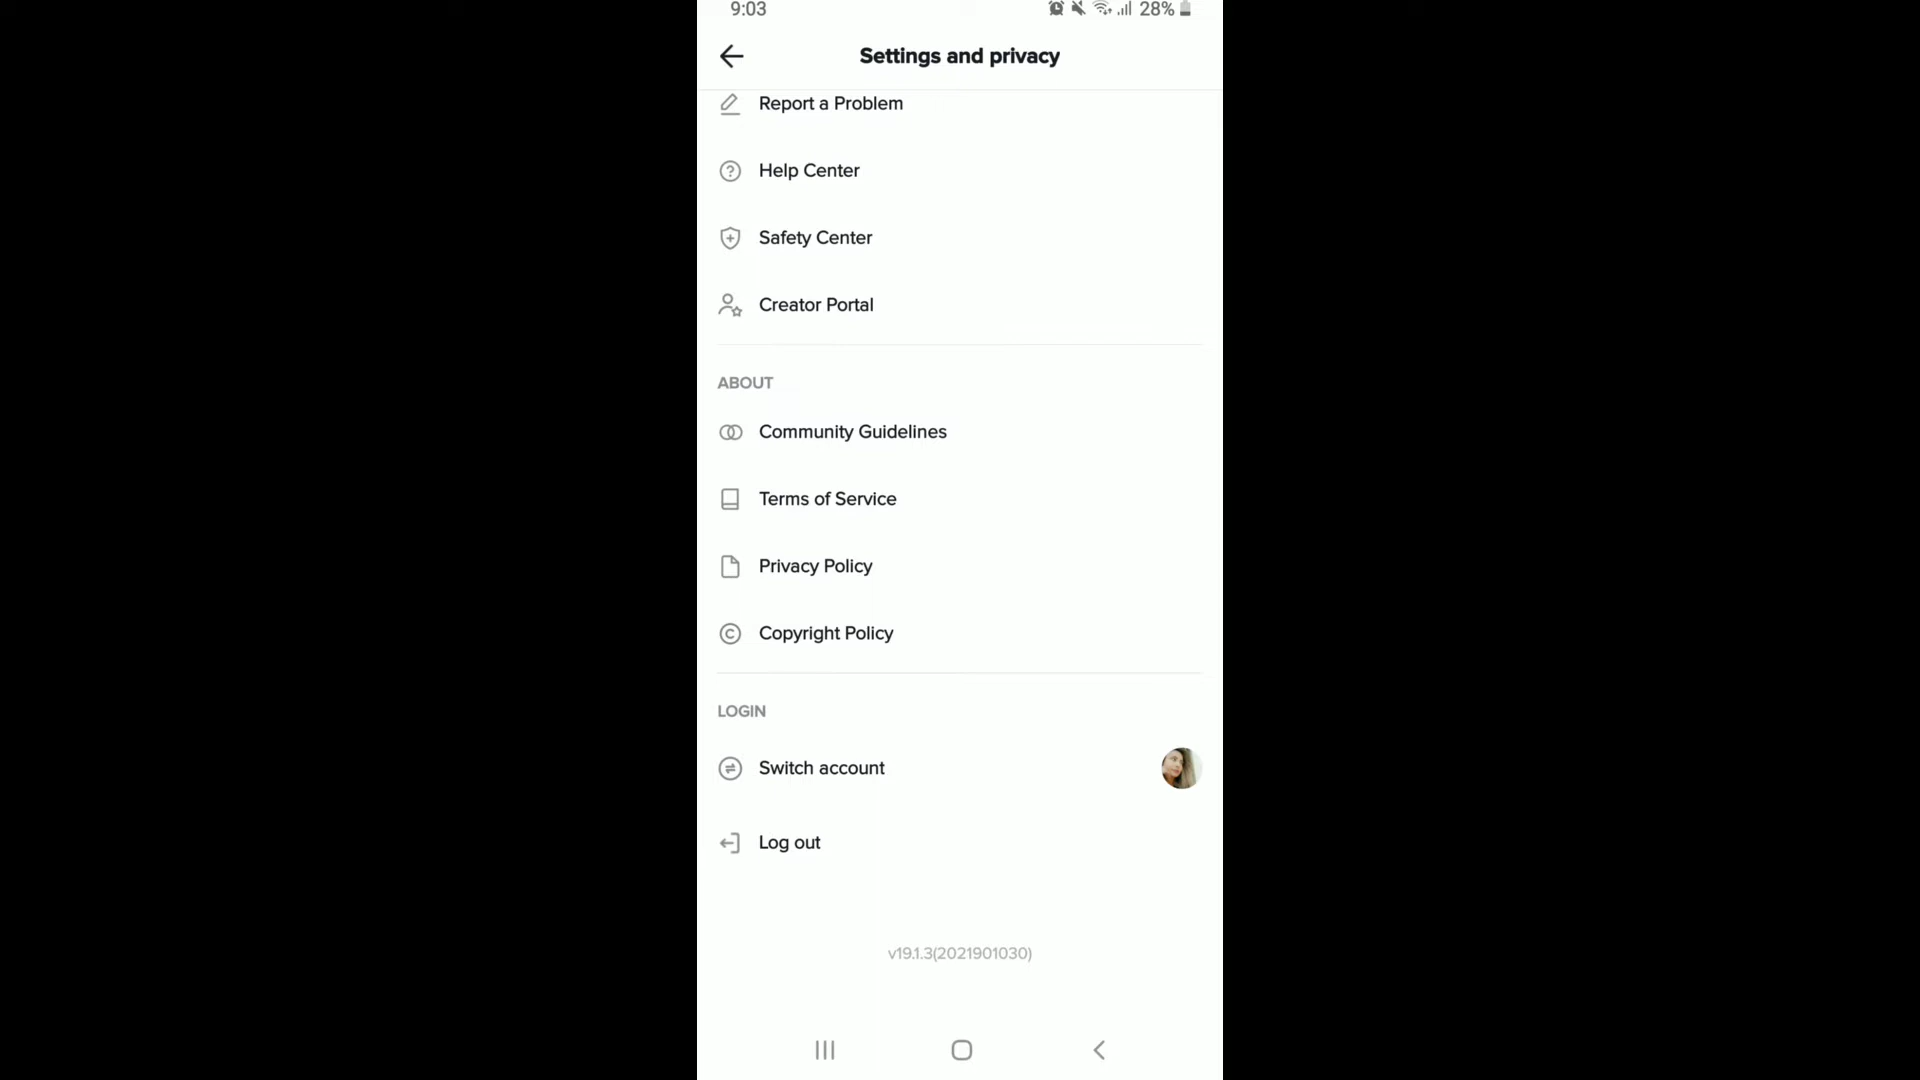 9:03 28%
Settings and privacy
Report a Problem
Help Center
Safety Center
Creator Portal
ABOUT
Community Guidelines
Terms of Service
Privacy Policy
Copyright Policy
LOGIN
Switch account
Log out
v19.1.3(2021901030)